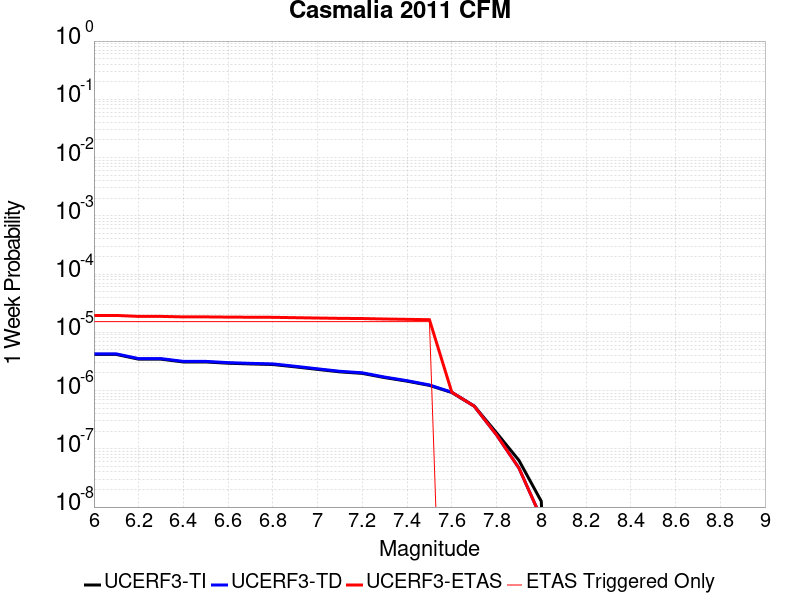 Casmalia 2011 CFM
1 Week Probability
10^0
10^-1
10^-2
10^-3
10^-4
10^-5
10^-6
10^-7
10^-8
6 6.2 6.4 6.6 6.8 7 7.2 7.4 7.6 7.8 8 8.2 8.4 8.6 8.8 9
Magnitude
UCERF3-TI UCERF3-TD UCERF3-ETAS ETAS Triggered Only